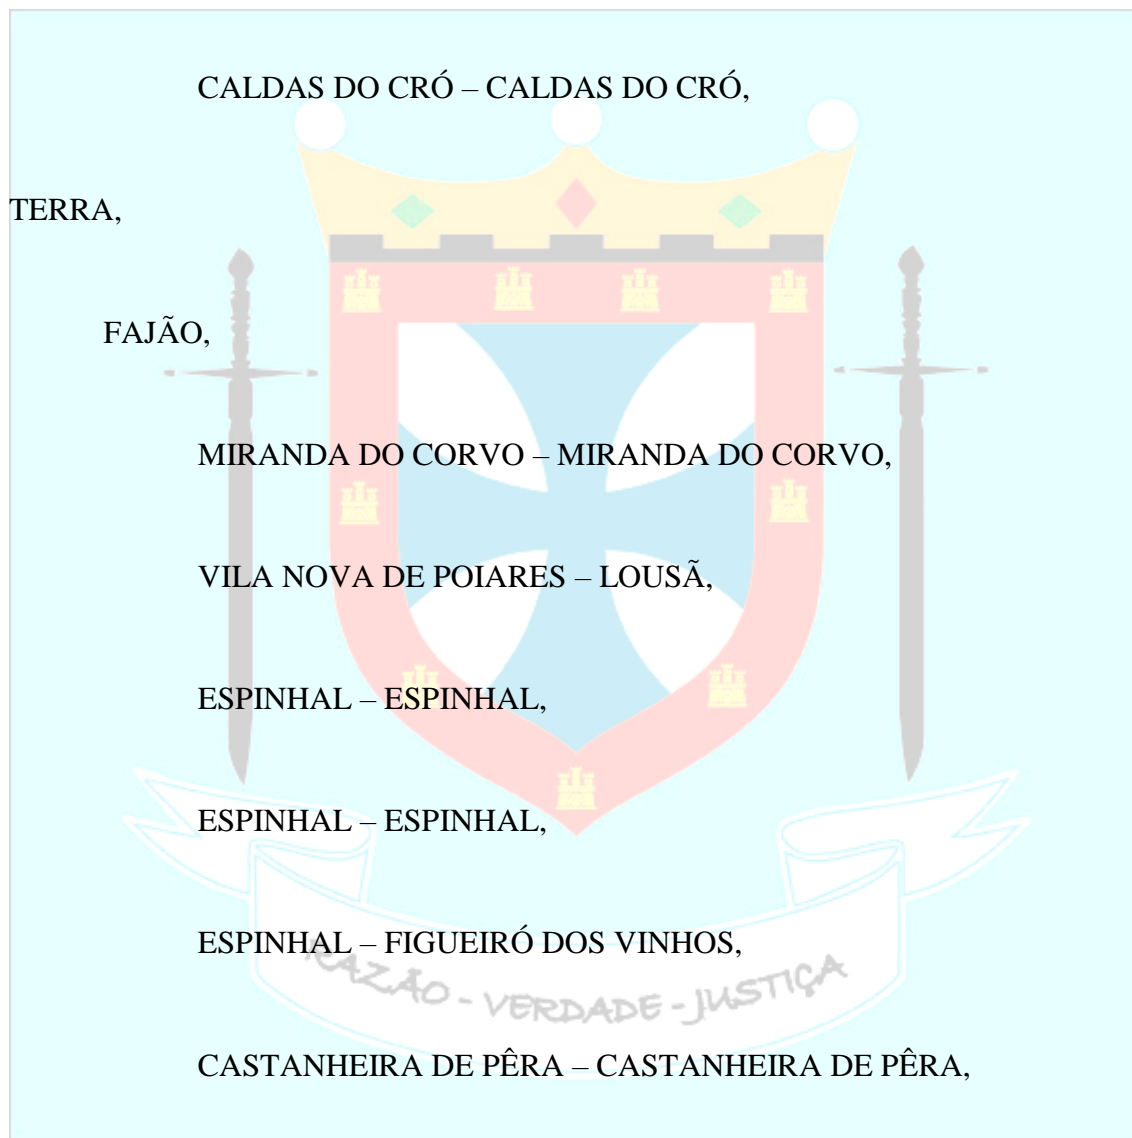 CALDAS DO CRÓ – CALDAS DO CRÓ,
TERRA,
FAJÃO,
MIRANDA DO CORVO – MIRANDA DO CORVO,
VILA NOVA DE POIARES – LOUSÃ,
ESPINHAL – ESPINHAL,
ESPINHAL – ESPINHAL,
ESPINHAL – FIGUEIRÓ DOS VINHOS,
RAZÃO - VERDADE - JUSTIÇA
CASTANHEIRA DE PÊRA – CASTANHEIRA DE PÊRA,